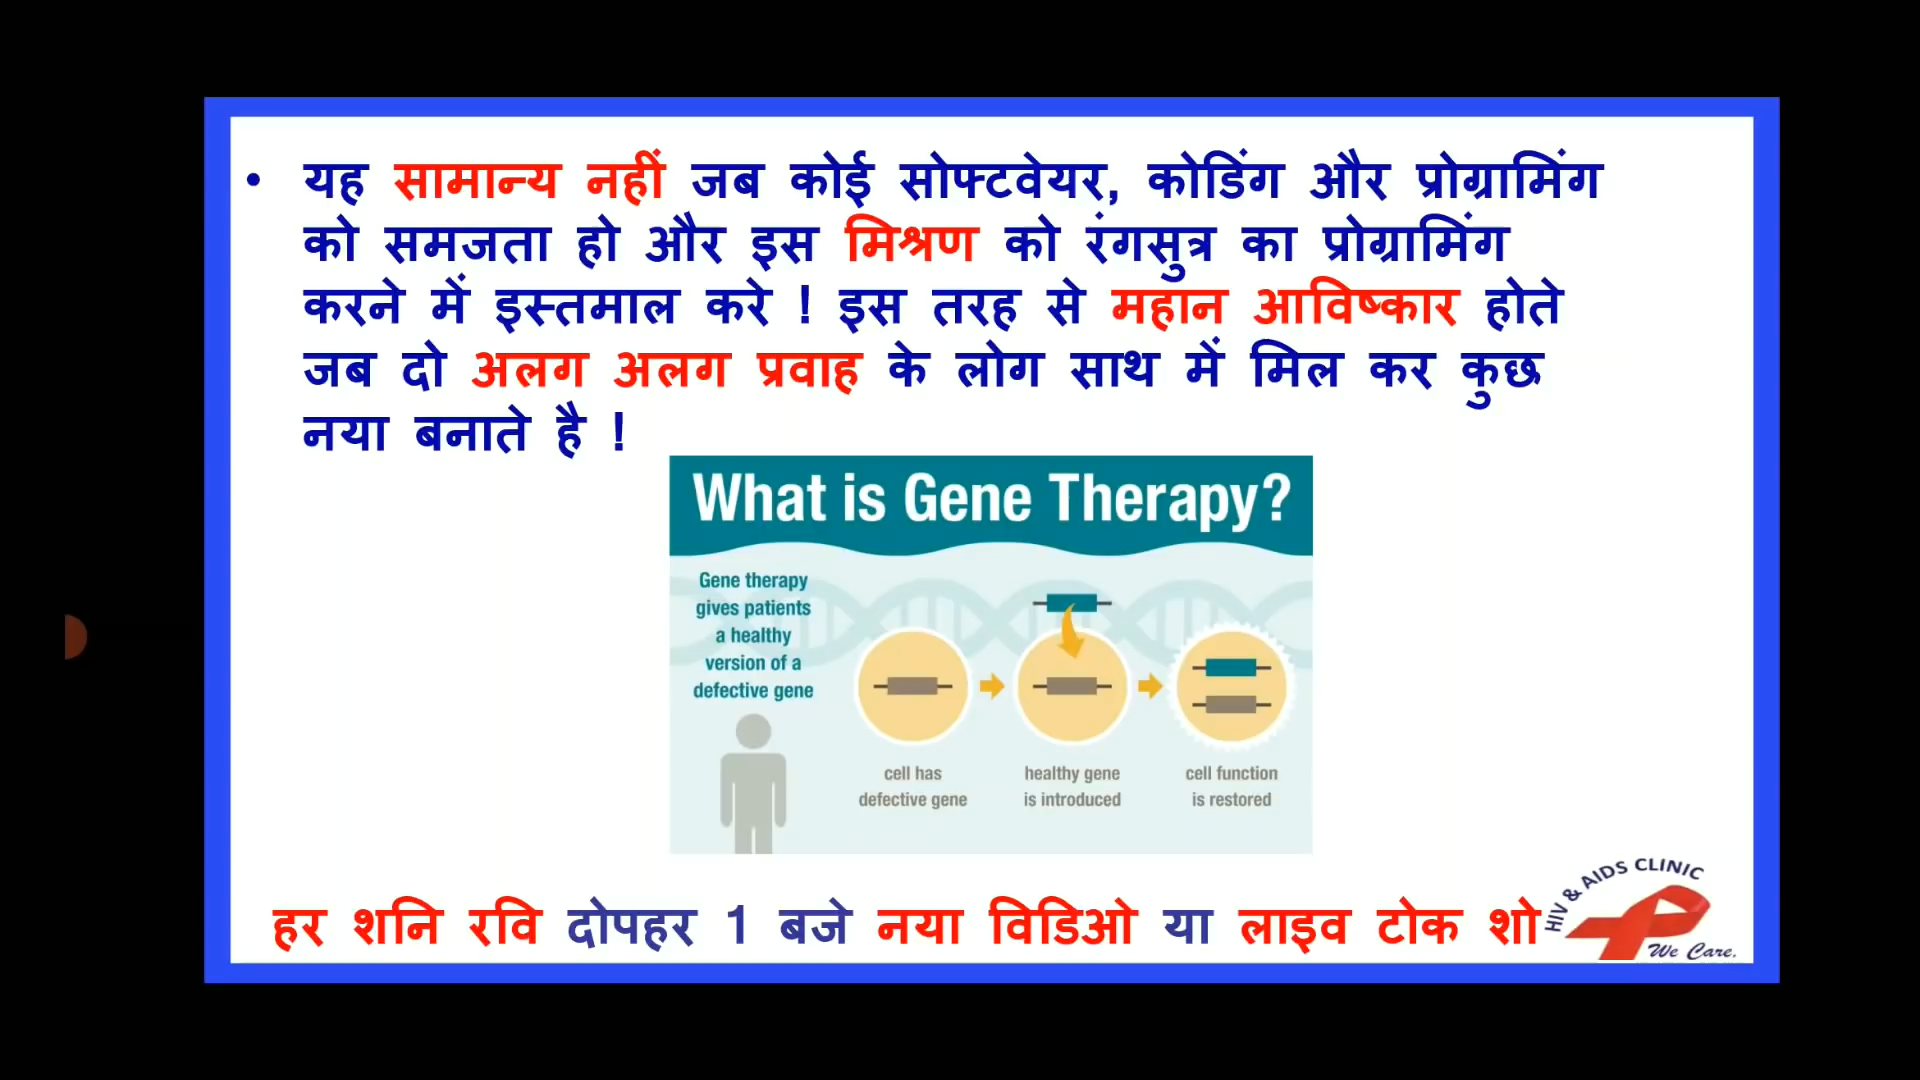 • यह सामान्य नहीं जब कोई सोफ्टवेयर, कोडिंग और प्रोग्रामिंग
को समजता हो और इस मिश्रण को रंगसुत्र का प्रोग्रामिंग
करने में इस्तमाल करे ! इस तरह से महान आविष्कार होते
जब दो अलग अलग प्रवाह के लोग साथ में मिल कर कुछ
नया बनाते है !
What is Gene Therapy?
Gene therapy
gives patients
a healthy
version of a
defective gene
cell has
defective gene
healthy gene
is introduced
cell function
is restored
हर शनि रवि दोपहर 1 बजे नया विडिओ या लाइव टोक शो
HIV & AIDS CLINIC
We Care.